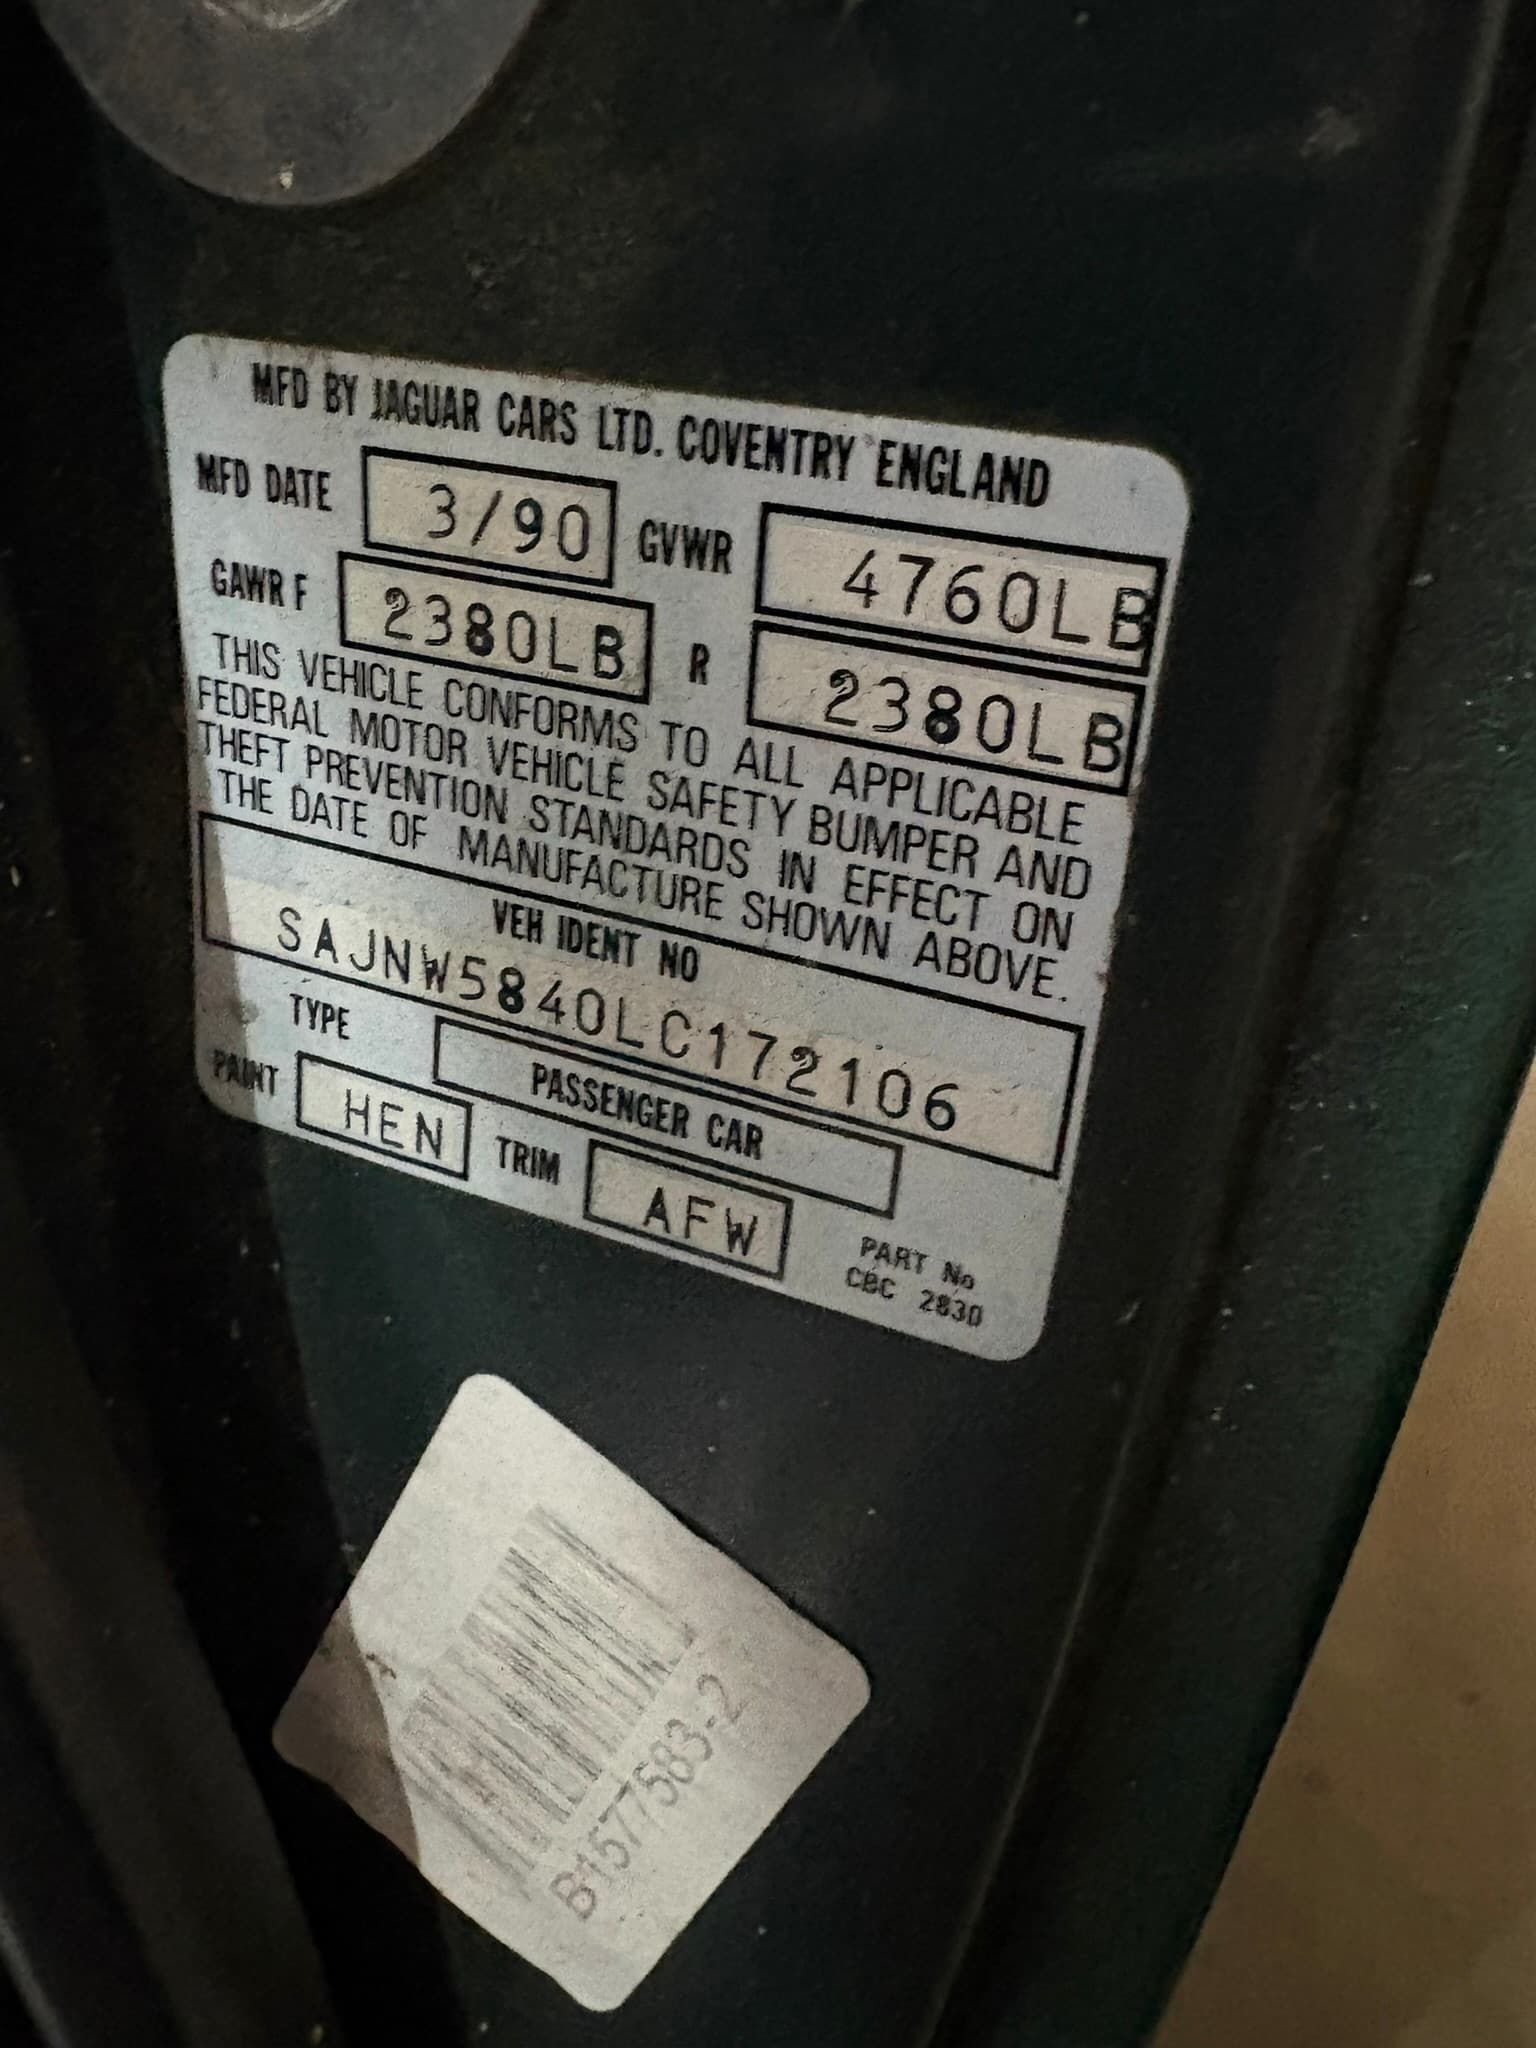 MFD BY JAGUAR CARS LTD. COVENTRY ENGLAND
MFD DATE 3/90 GVWR 4760LB
GAWR F 2380LB R 2380LB
THIS VEHICLE CONFORMS TO ALL APPLICABLE
FEDERAL MOTOR VEHICLE SAFETY BUMPER AND
THEFT PREVENTION STANDARDS IN EFFECT ON
THE DATE OF MANUFACTURE SHOWN ABOVE.
VEH IDENT NO
SAJNW5840LC172106
TYPE PASSENGER CAR
PAINT HEN TRIM AFW
PART No
CBC 2830
B1577583-2